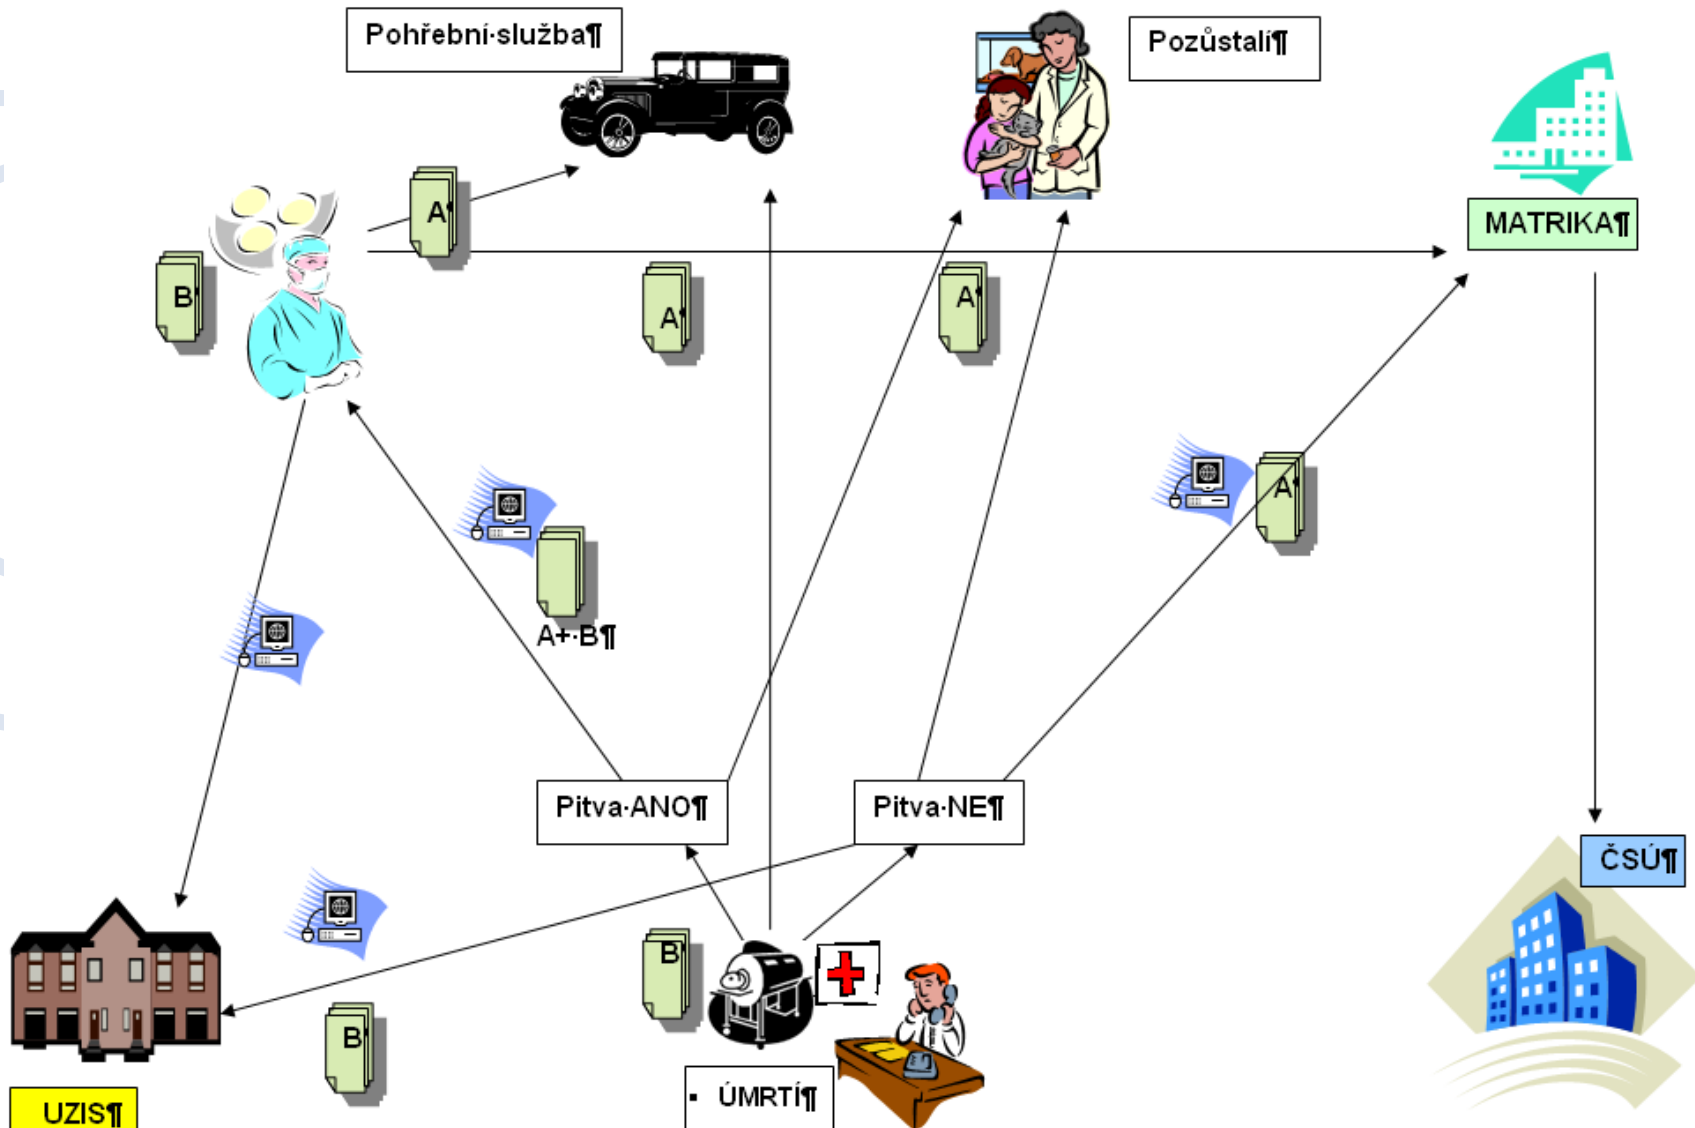 Pohřební·služba¶
Pozůstalí¶
MATRIKA¶
A
B
A
A
A
A+·B¶
Pitva·ANO¶
Pitva·NE¶
ČSÚ¶
B
B
▪ ÚMRTÍ¶
UZIS¶